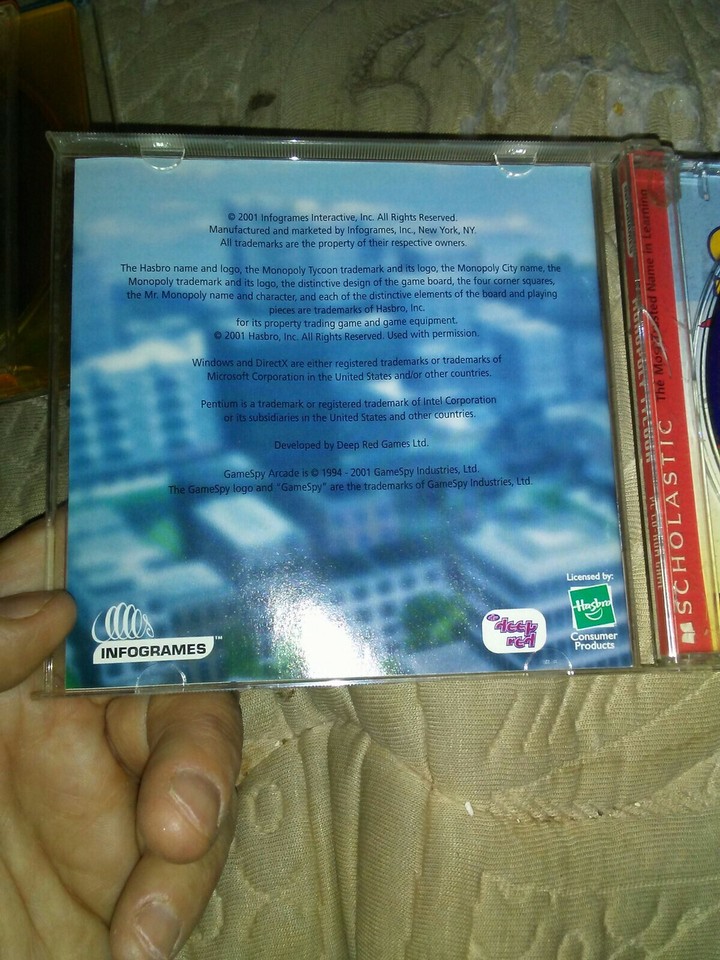 © 2001 Infogrames Interactive, Inc. All Rights Reserved.
Manufactured and marketed by Infogrames, Inc., New York, NY.
All trademarks are the property of their respective owners.
The Hasbro name and logo, the Monopoly Tycoon trademark and its logo, the Monopoly City name, the
Monopoly trademark and its logo, the distinctive design of the game board, the four corner squares,
the Mr. Monopoly name and character, and each of the distinctive elements of the board and playing
pieces are trademarks of Hasbro, Inc.
for its property trading game and game equipment.
© 2001 Hasbro, Inc. All Rights Reserved. Used with permission.
Windows and DirectX are either registered trademarks or trademarks of
Microsoft Corporation in the United States and/or other countries.
Pentium is a trademark or registered trademark of Intel Corporation
or its subsidiaries in the United States and other countries.
Developed by Deep Red Games Ltd.
GameSpy Arcade is © 1994 - 2001 GameSpy Industries, Ltd.
The GameSpy logo and "GameSpy" are the trademarks of GameSpy Industries, Ltd.
INFOGRAMES™
deep
red
Licensed by:
Hasbro
Consumer
Products
SCHOLASTIC
The Most Trusted Name in Learning